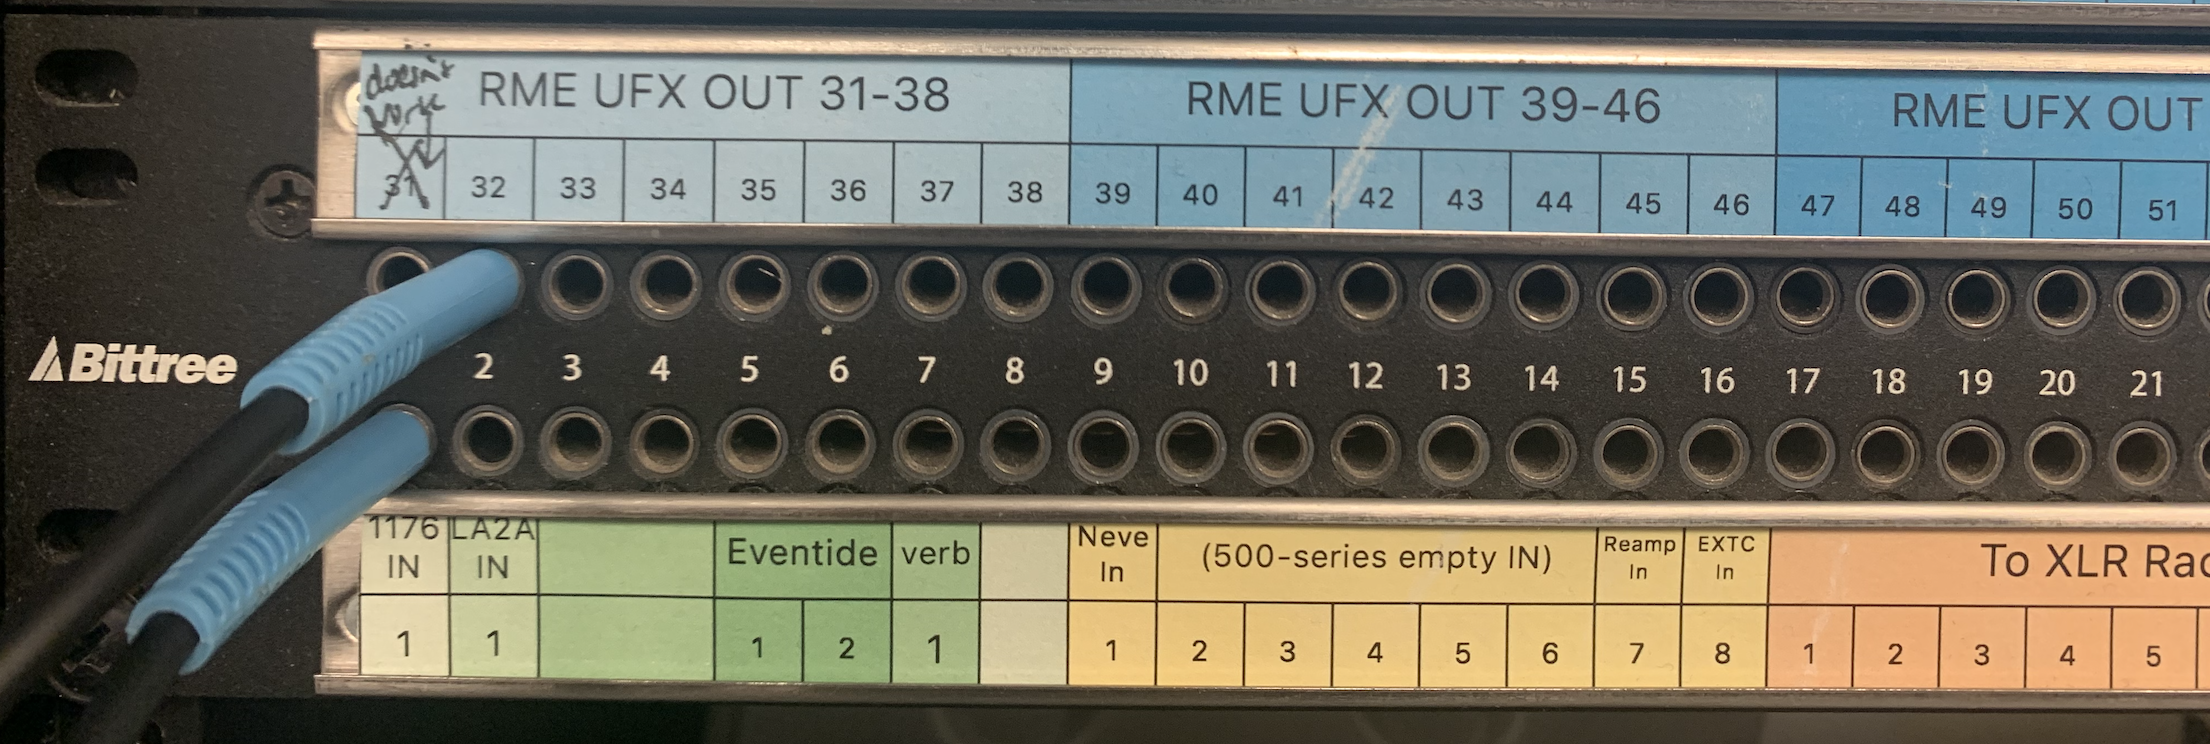 doesn't
work
RME UFX OUT 31-38
RME UFX OUT 39-46
RME UFX OUT
31 32 33 34 35 36 37 38 39 40 41 42 43 44 45 46 47 48 49 50 51
Bittree
2 3 4 5 6 7 8 9 10 11 12 13 14 15 16 17 18 19 20 21
1176
IN
LA2A
IN
Eventide
verb
Neve
In
(500-series empty IN)
Reamp
In
EXTC
In
To XLR
1 1 1 2 1 1 2 3 4 5 6 7 8 1 2 3 4 5